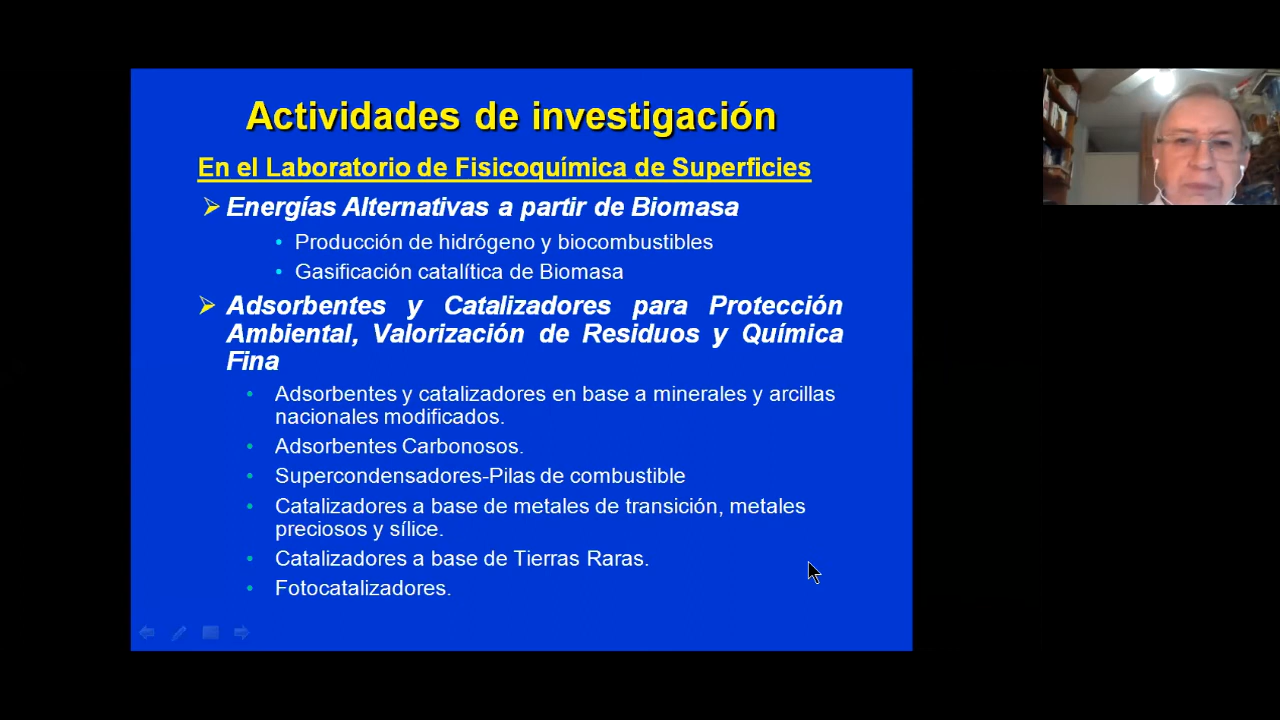 Actividades de investigación
En el Laboratorio de Fisicoquímica de Superficies
Energías Alternativas a partir de Biomasa
Producción de hidrógeno y biocombustibles
Gasificación catalítica de Biomasa
Adsorbentes y Catalizadores para Protección
Ambiental, Valorización de Residuos y Química
Fina
Adsorbentes y catalizadores en base a minerales y arcillas
nacionales modificados.
Adsorbentes Carbonosos.
Supercondensadores-Pilas de combustible
Catalizadores a base de metales de transición, metales
preciosos y sílice.
Catalizadores a base de Tierras Raras.
Fotocatalizadores.